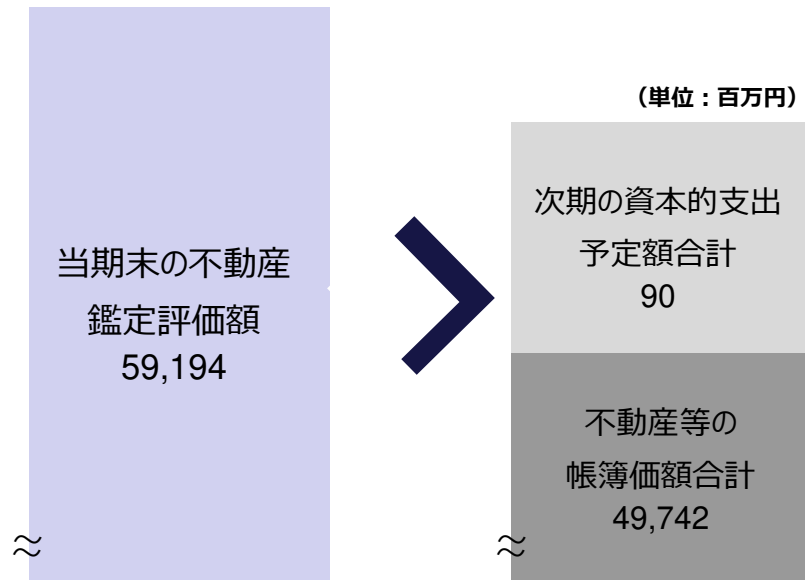 (単位:百万円)
当期末の不動産
鑑定評価額
59,194
次期の資本的支出
予定額合計
90
不動産等の
帳簿価額合計
49,742
≈
≈